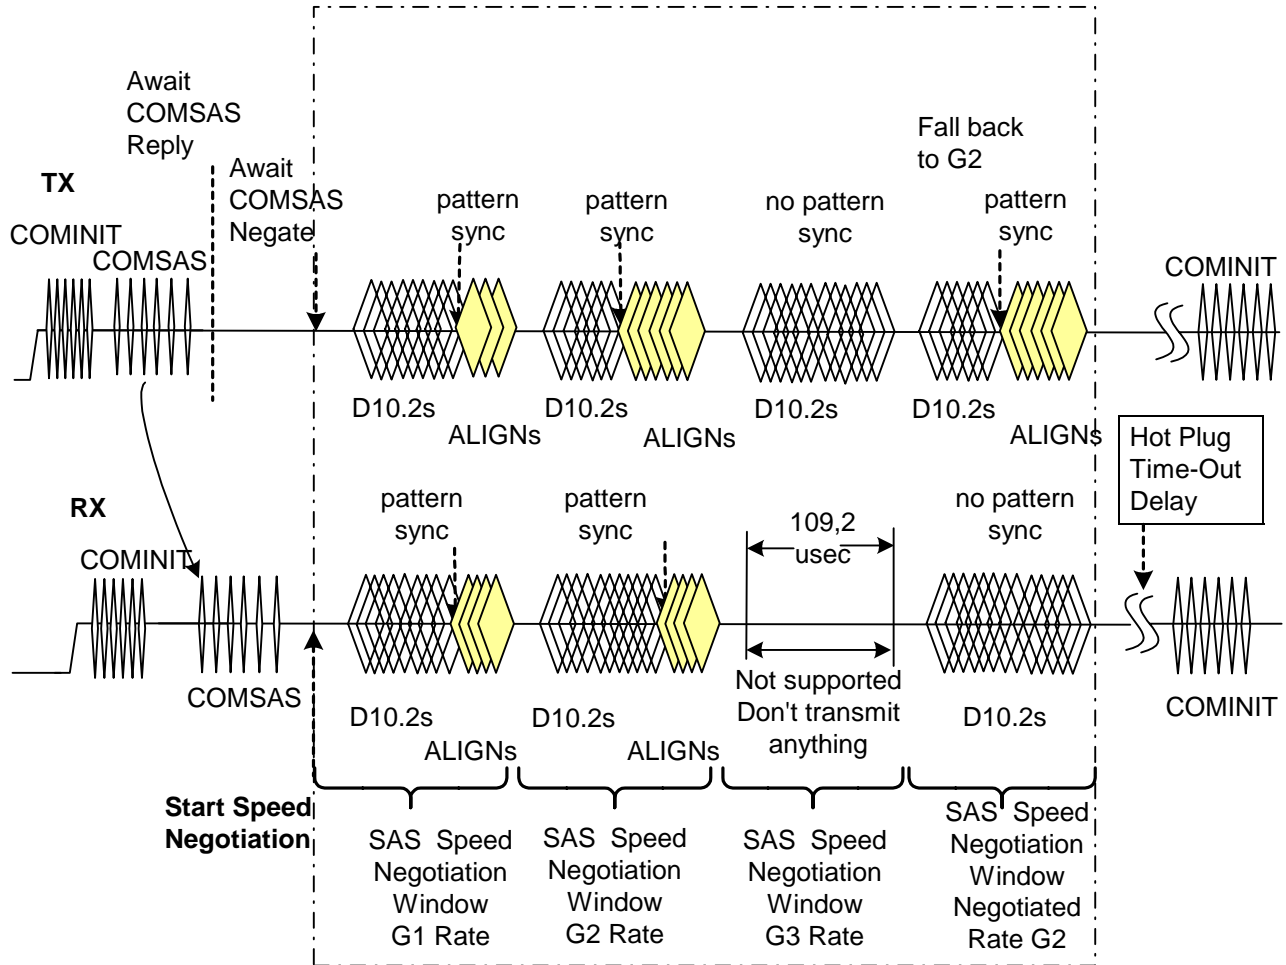 Await
COMSAS
Reply
TX
Await
COMSAS
Negate
Fall back
to G2
COMINIT
COMSAS
pattern
sync
pattern
sync
no pattern
sync
pattern
sync
COMINIT
D10.2s
ALIGNs
D10.2s
ALIGNs
D10.2s
D10.2s
ALIGNs
Hot Plug
Time-Out
Delay
RX
COMINIT
COMSAS
pattern
sync
pattern
sync
109,2
usec
no pattern
sync
COMINIT
D10.2s
ALIGNs
D10.2s
ALIGNs
Not supported
Don't transmit
anything
D10.2s
Start Speed
Negotiation
SAS Speed
Negotiation
Window
G1 Rate
SAS Speed
Negotiation
Window
G2 Rate
SAS Speed
Negotiation
Window
G3 Rate
SAS Speed
Negotiation
Window
Negotiated
Rate G2